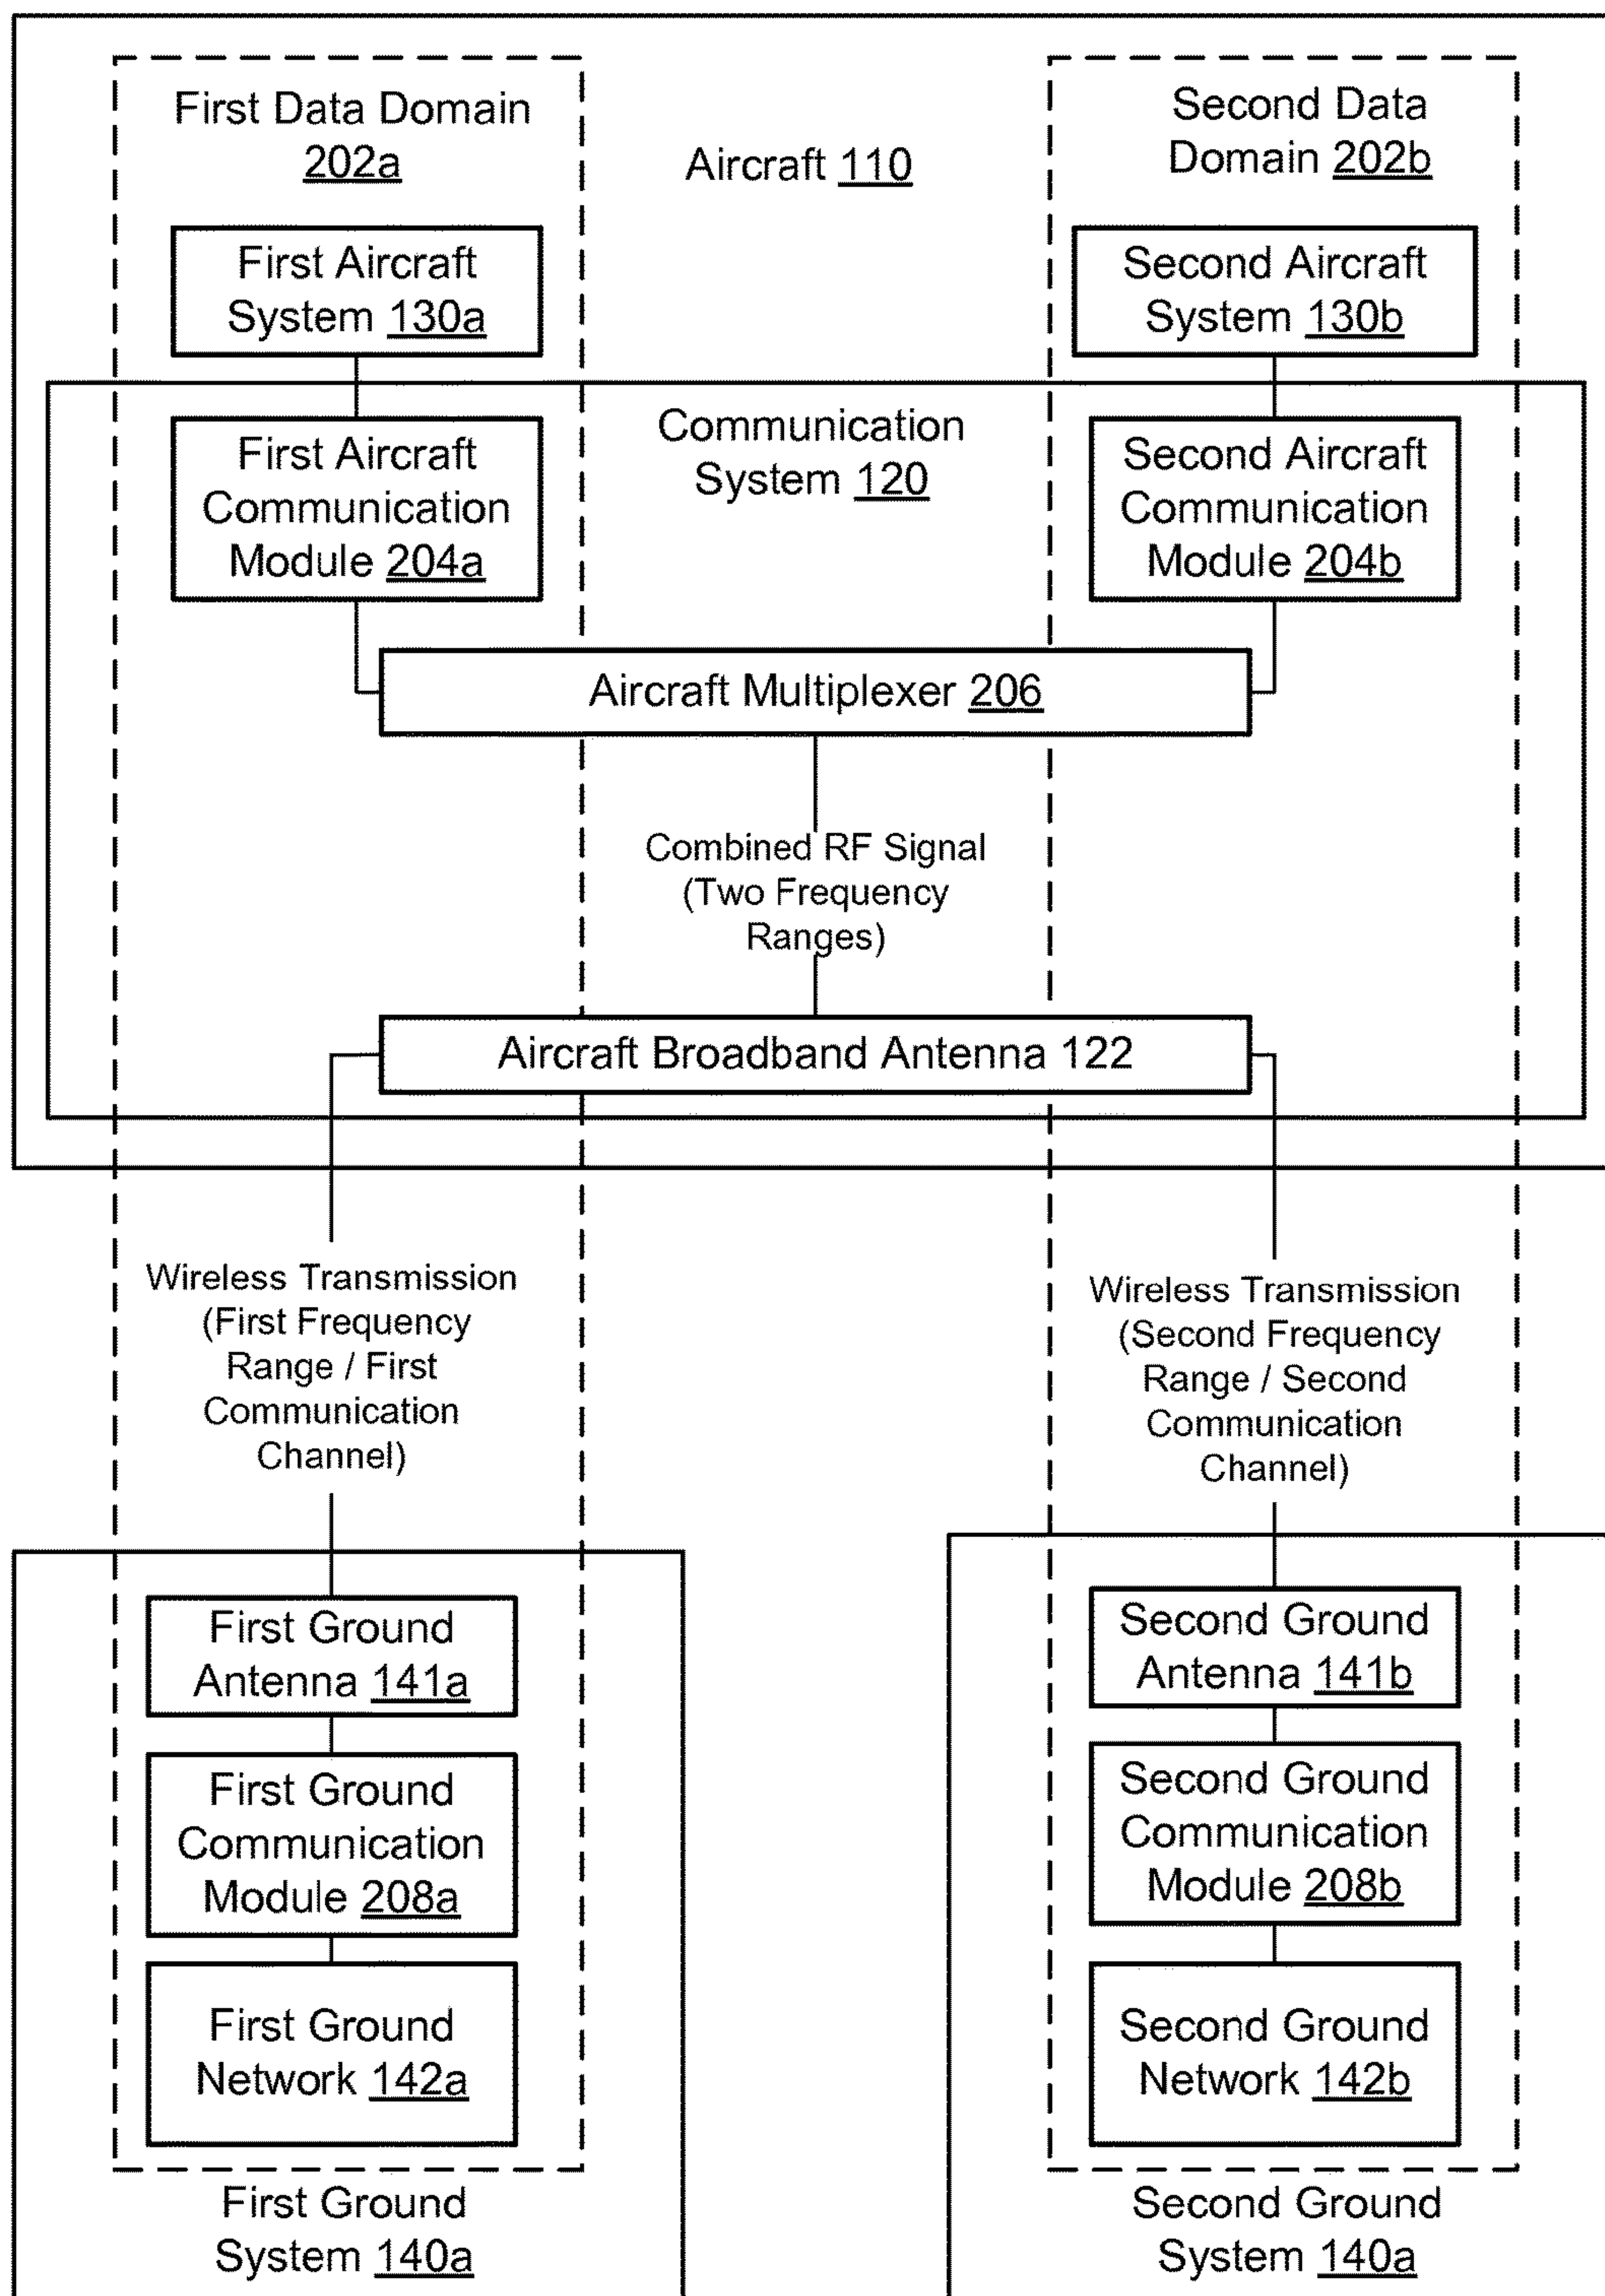 First Data Domain
202a
Aircraft 110
Second Data
Domain 202b
First Aircraft
System 130a
Second Aircraft
System 130b
First Aircraft
Communication
Module 204a
Communication
System 120
Second Aircraft
Communication
Module 204b
Aircraft Multiplexer 206
Combined RF Signal
(Two Frequency
Ranges)
Aircraft Broadband Antenna 122
Wireless Transmission
(First Frequency
Range / First
Communication
Channel)
Wireless Transmission
(Second Frequency
Range / Second
Communication
Channel)
First Ground
Antenna 141a
Second Ground
Antenna 141b
First Ground
Communication
Module 208a
Second Ground
Communication
Module 208b
First Ground
Network 142a
Second Ground
Network 142b
First Ground
System 140a
Second Ground
System 140a